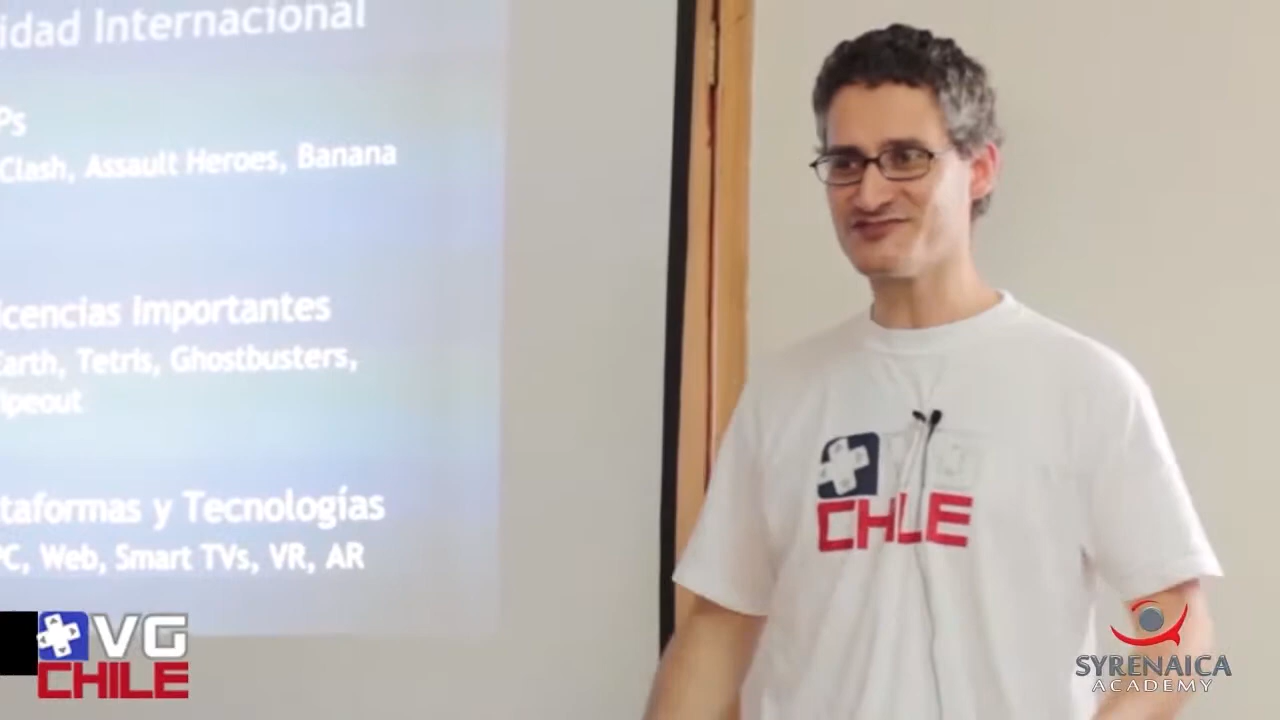 idad Internacional
Ps
Clash, Assault Heroes, Banana
icencias Importantes
Earth, Tetris, Ghostbusters,
ipeout
taformas y Tecnologías
PC, Web, Smart TVs, VR, AR
CHILE
VG
CHILE
SYRENAICA
ACADEMY